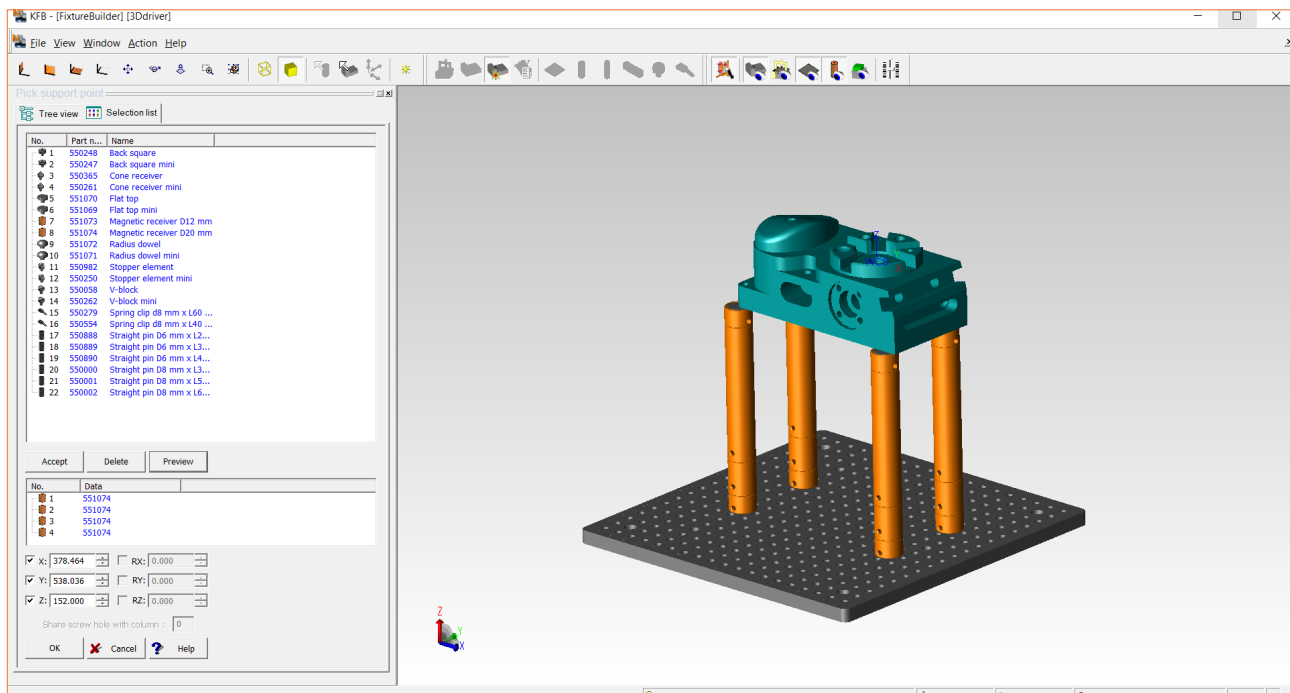 KFB - [FixtureBuilder] [3Ddriver]
File View Window Action Help
Pick support point
Tree view Selection list
No. Part n... Name
1 550248 Back square
2 550247 Back square mini
3 550365 Cone receiver
4 550261 Cone receiver mini
5 551070 Flat top
6 551069 Flat top mini
7 551073 Magnetic receiver D12 mm
8 551074 Magnetic receiver D20 mm
9 551072 Radius dowel
10 551071 Radius dowel mini
11 550982 Stopper element
12 550250 Stopper element mini
13 550058 V-block
14 550262 V-block mini
15 550279 Spring clip d8 mm x L60 ...
16 550554 Spring clip d8 mm x L40 ...
17 550888 Straight pin D6 mm x L2...
18 550889 Straight pin D6 mm x L3...
19 550890 Straight pin D6 mm x L4...
20 550000 Straight pin D8 mm x L3...
21 550001 Straight pin D8 mm x L5...
22 550002 Straight pin D8 mm x L6...
Accept Delete Preview
No. Data
1 551074
2 551074
3 551074
4 551074
X: 378.464 RX: 0.000
Y: 538.036 RY: 0.000
Z: 152.000 RZ: 0.000
Share screw hole with column : 0
OK Cancel ? Help
Z
Z
Y
X